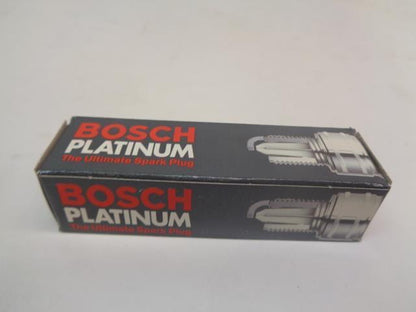 BOSCH
PLATINUM
The Ultimate Spark Plug
BOSCH
PLATINUM
The Ultimate Spark Plug